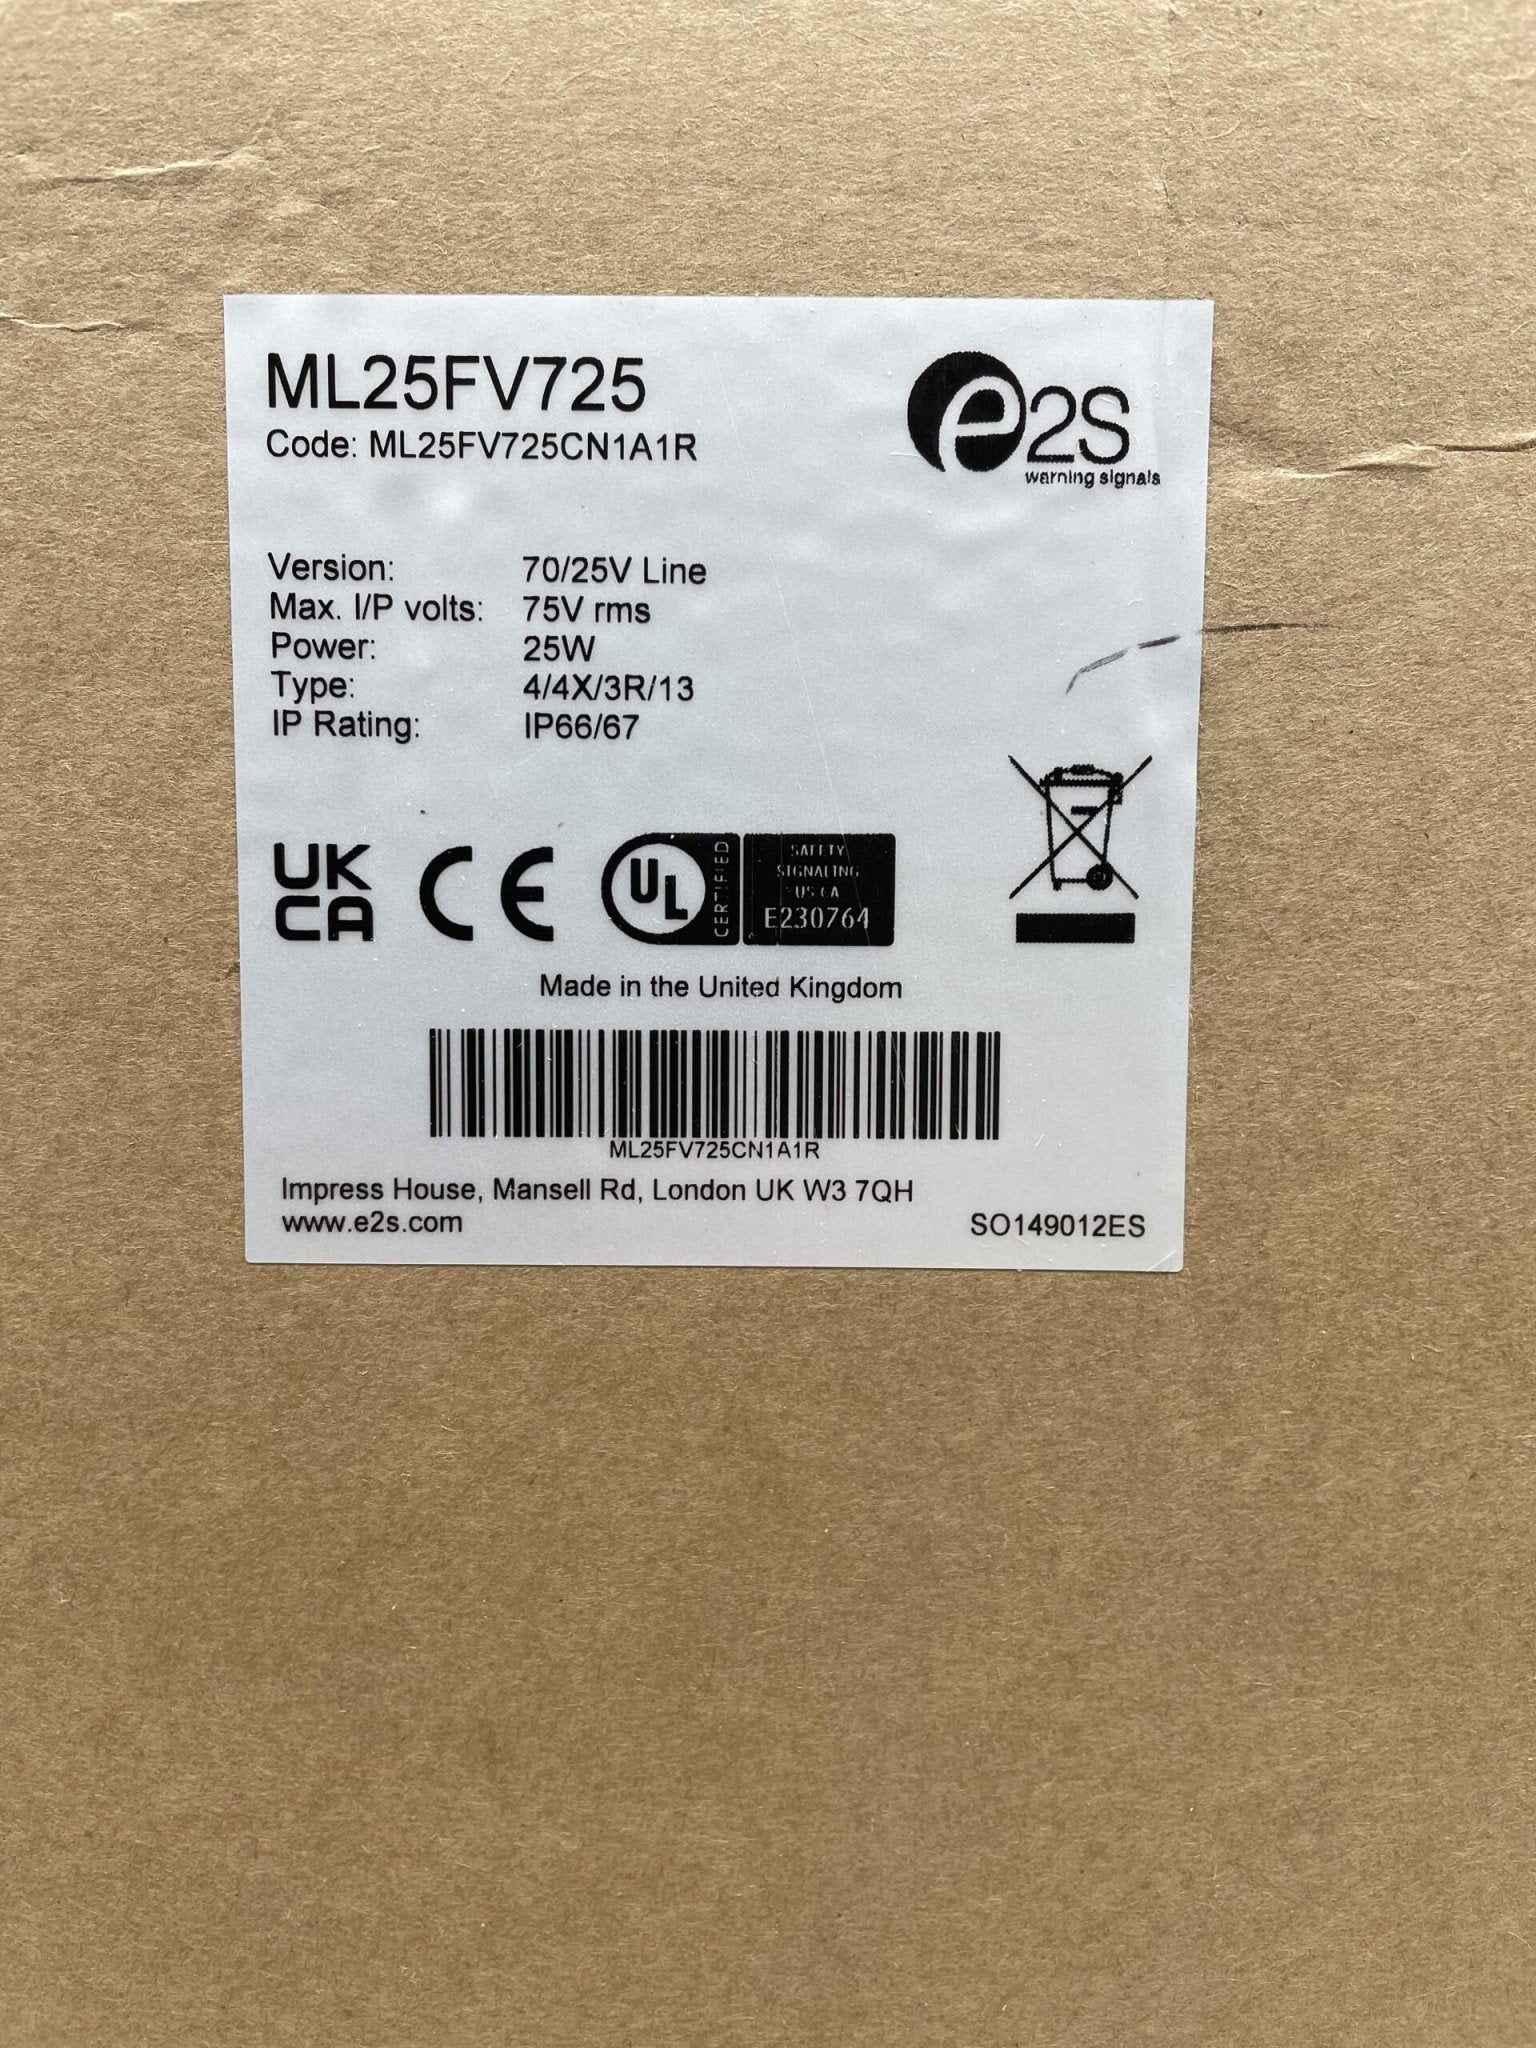 ML25FV725
Code: ML25FV725CN1A1R
e2S
warning signals
Version: 70/25V Line
Max. I/P volts: 75V rms
Power: 25W
Type: 4/4X/3R/13
IP Rating: IP66/67
UK
CA
CE
UL
CERTIFIED
SAFETY
SIGNALING
US CA
E230764
Made in the United Kingdom
ML25FV725CN1A1R
Impress House, Mansell Rd, London UK W3 7QH
www.e2s.com
SO149012ES